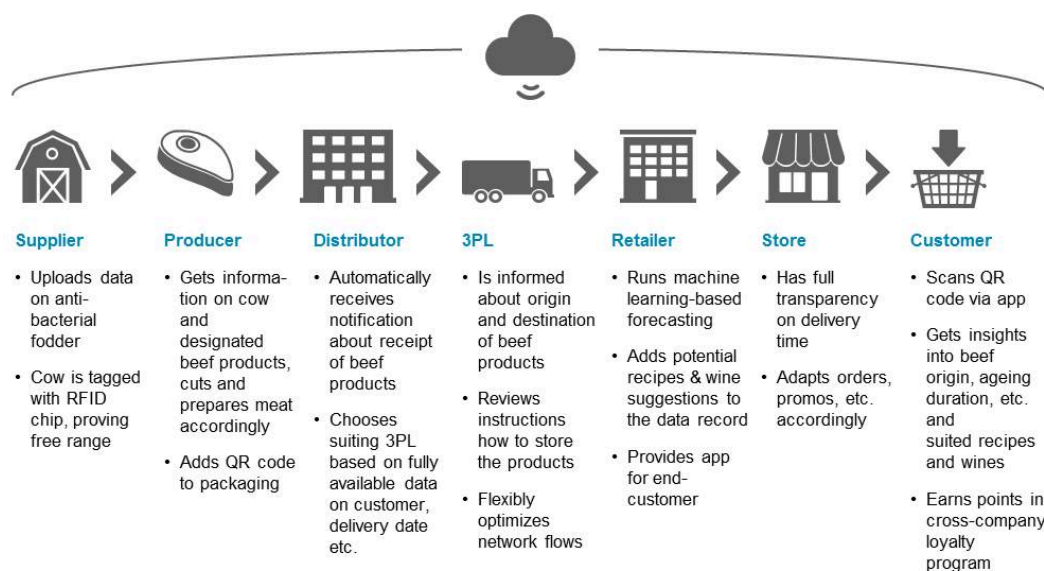 Supplier
• Uploads data
on anti-
bacterial
fodder
• Cow is tagged
with RFID
chip, proving
free range
Producer
• Gets informa-
tion on cow
and
designated
beef products,
cuts and
prepares meat
accordingly
• Adds QR code
to packaging
Distributor
• Automatically
receives
notification
about receipt
of beef
products
• Chooses
suiting 3PL
based on fully
available data
on customer,
delivery date
etc.
3PL
• Is informed
about origin
and destination
of beef
products
• Reviews
instructions
how to store
the products
• Flexibly
optimizes
network flows
Retailer
• Runs machine
learning-based
forecasting
• Adds potential
recipes & wine
suggestions to
the data record
• Provides app
for end-
customer
Store
• Has full
transparency
on delivery
time
• Adapts orders,
promos, etc.
accordingly
Customer
• Scans QR
code via app
• Gets insights
into beef
origin, ageing
duration, etc.
and
suited recipes
and wines
• Earns points in
cross-company
loyalty
program